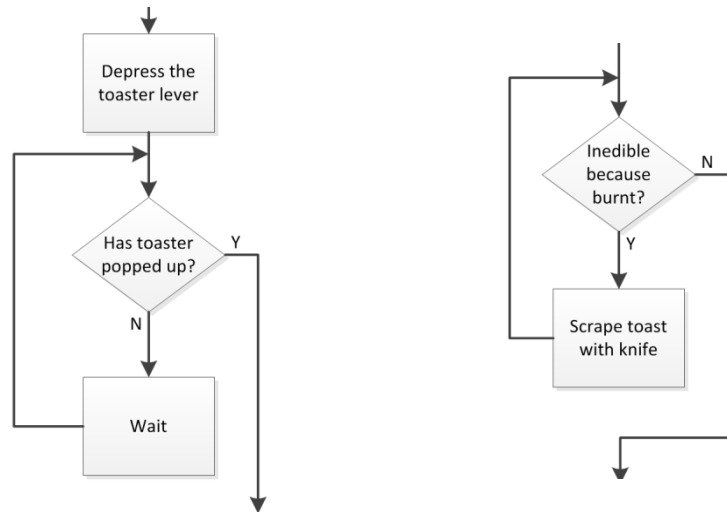 Depress the
toaster lever
Has toaster
popped up?
Y
N
Wait
Inedible
because
burnt?
N
Y
Scrape toast
with knife